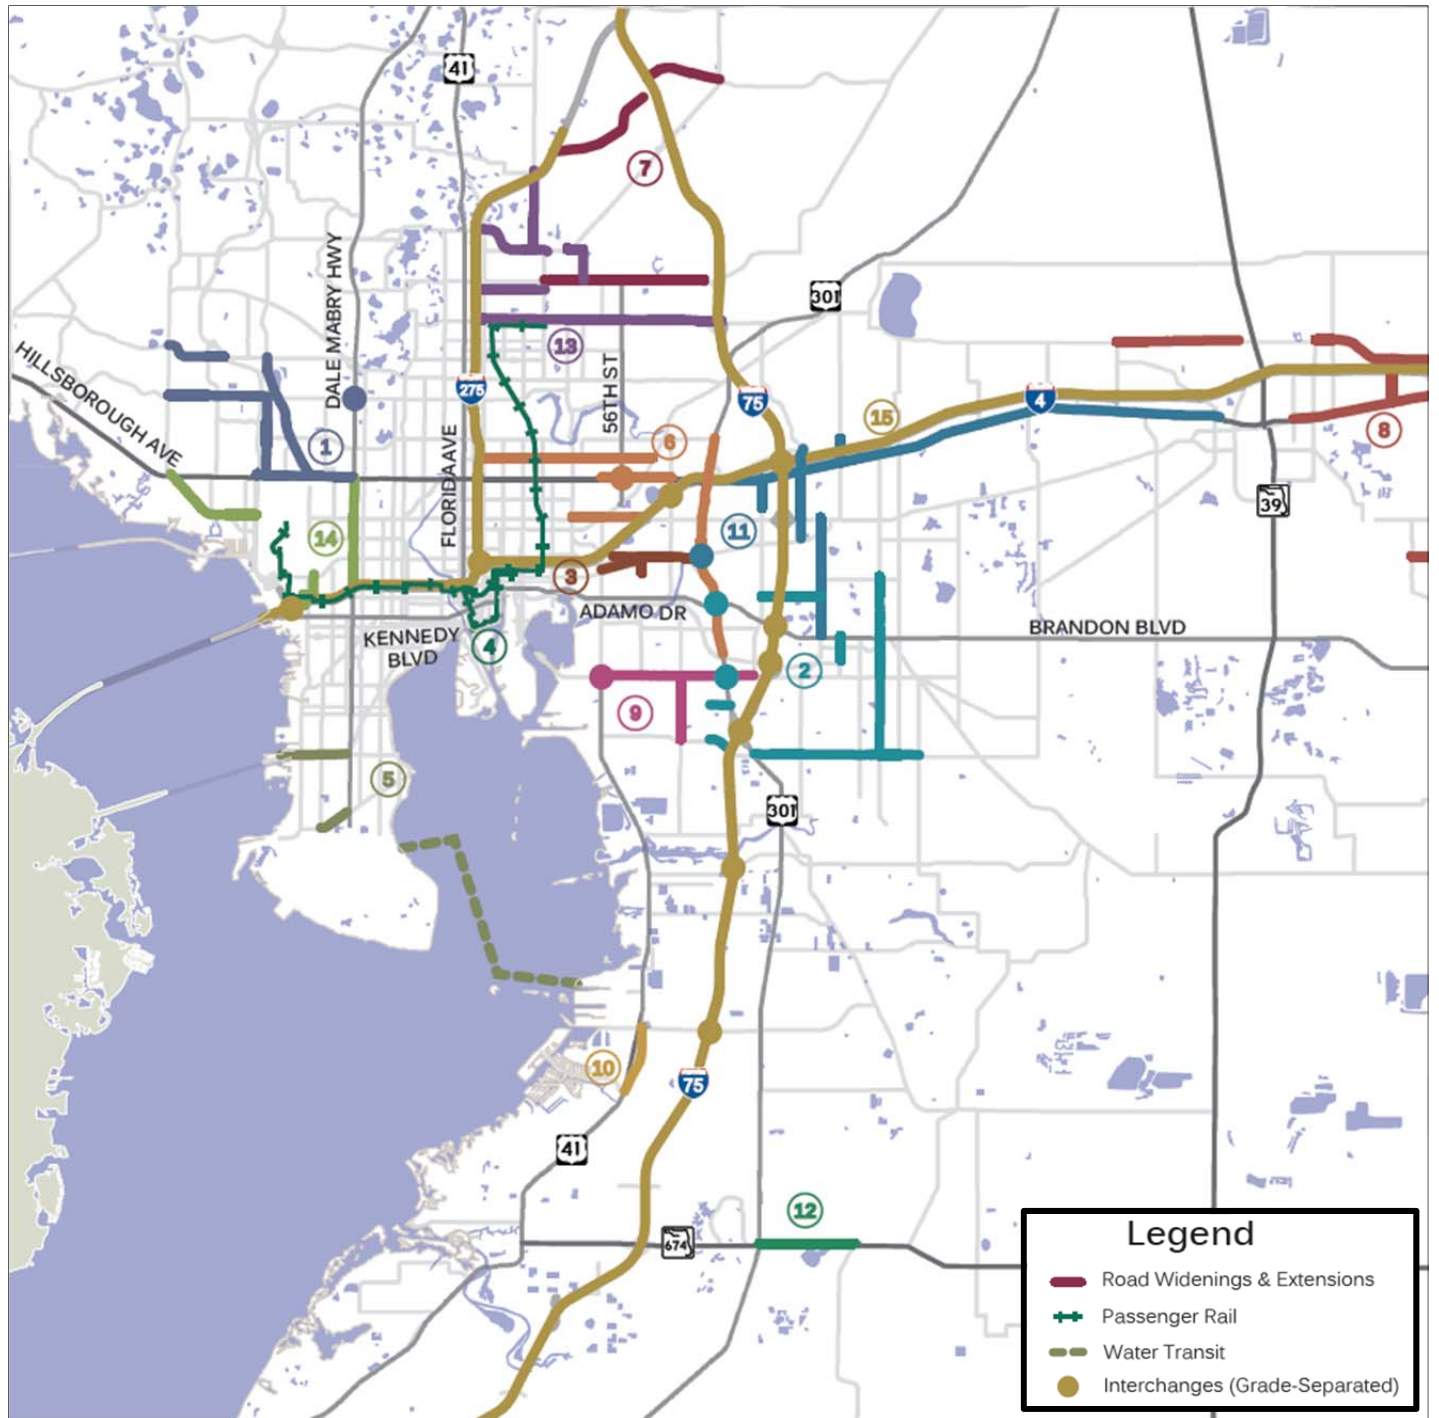 41
7
DALE MABRY HWY
301
HILLSBOROUGH AVE
13
56TH ST
275
75
4
15
1
6
8
FLORIDAAVE
39
14
11
3
ADAMO DR
KENNEDY
BLVD
4
BRANDON BLVD
2
9
5
301
10
75
41
12
674
Legend
Road Widenings & Extensions
Passenger Rail
Water Transit
Interchanges (Grade-Separated)